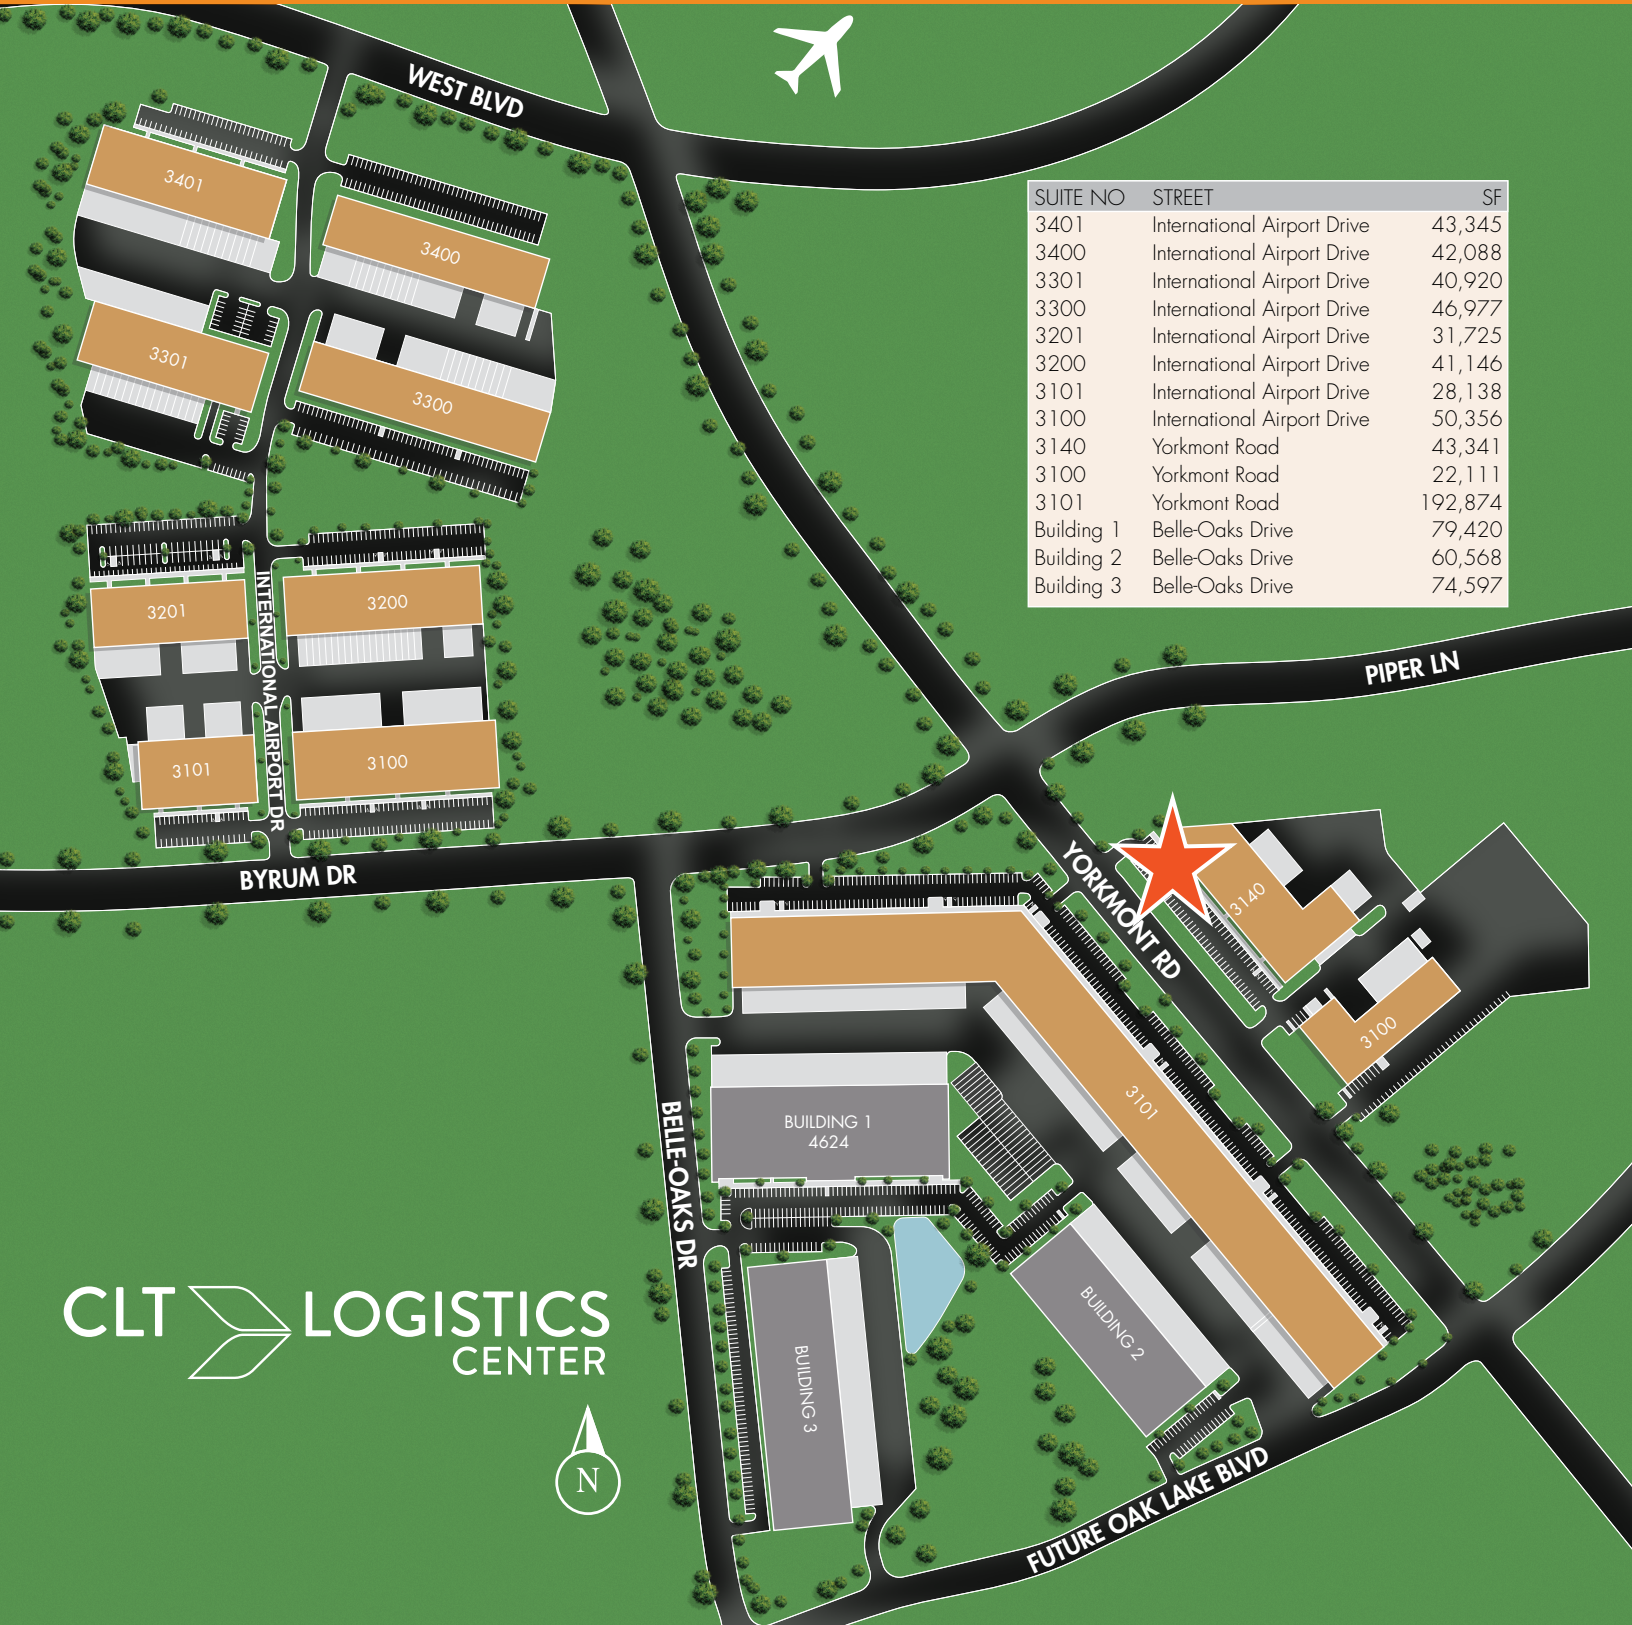 WEST BLVD
SUITE NO STREET SF
3401 International Airport Drive 43,345
3400 International Airport Drive 42,088
3301 International Airport Drive 40,920
3300 International Airport Drive 46,977
3201 International Airport Drive 31,725
3200 International Airport Drive 41,146
3101 International Airport Drive 28,138
3100 International Airport Drive 50,356
3140 Yorkmont Road 43,341
3100 Yorkmont Road 22,111
3101 Yorkmont Road 192,874
Building 1 Belle-Oaks Drive 79,420
Building 2 Belle-Oaks Drive 60,568
Building 3 Belle-Oaks Drive 74,597
3401
3400
3301
3300
3201
3200
INTERNATIONAL AIRPORT DR
3101
3100
PIPER LN
BYRUM DR
YORKMONT RD
3140
3100
3101
BUILDING 1
4624
BELLE-OAKS DR
BUILDING 2
BUILDING 3
CLT LOGISTICS
CENTER
N
FUTURE OAK LAKE BLVD